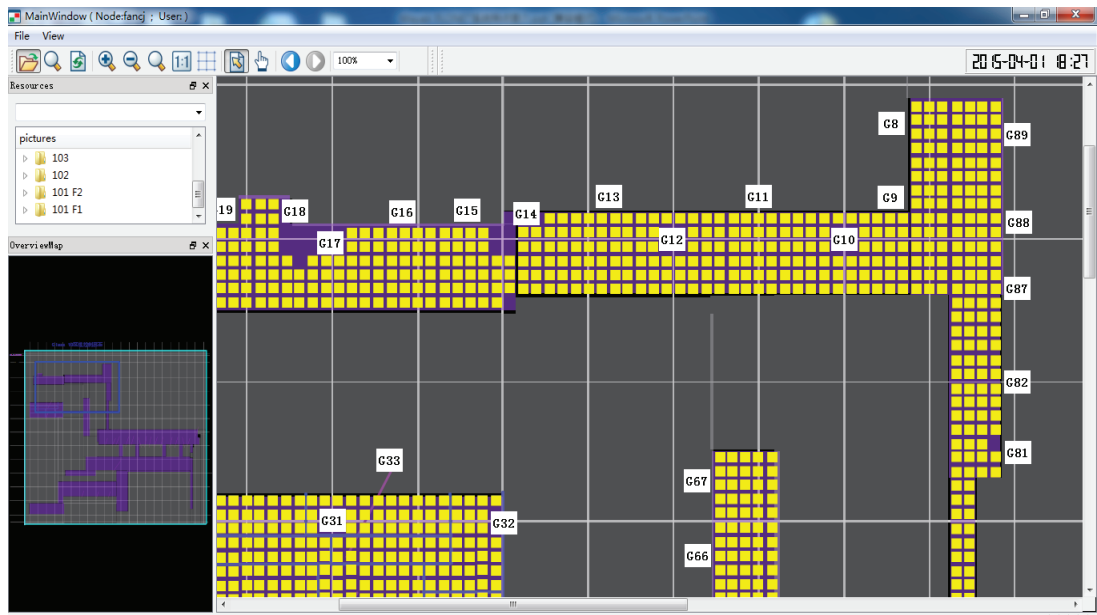 MainWindow ( Node:fancj ; User: )
File View
100%
2015-04-01 18:27
Resources
pictures
103
102
101 F2
101 F1
OverviewMap
G8
G89
G9
G88
G13
G11
19
G18
G16
G15
G14
G17
G12
G10
G87
G82
G81
G33
G67
G31
G32
G66